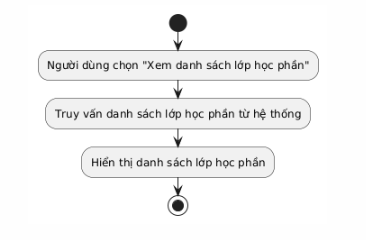 Người dùng chọn "Xem danh sách lớp học phần"
Truy vấn danh sách lớp học phần từ hệ thống
Hiển thị danh sách lớp học phần